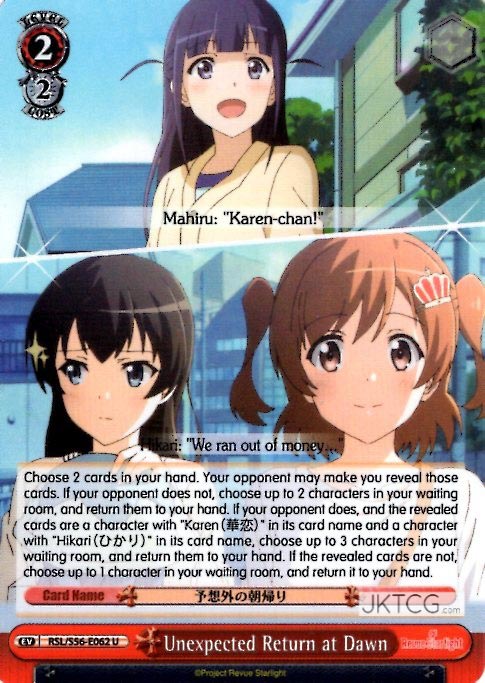 LEVEL
2
2
COST
Mahiru: "Karen-chan!"
Hikari: "We ran out of money..."
Choose 2 cards in your hand. Your opponent may make you reveal those
cards. If your opponent does not, choose up to 2 characters in your waiting
room, and return them to your hand. If your opponent does, and the revealed
cards are a character with "Karen(華恋)" in its card name and a character
with "Hikari(ひかり)" in its card name, choose up to 3 characters in your
waiting room, and return them to your hand. If the revealed cards are not,
choose up to 1 character in your waiting room, and return it to your hand.
Card Name 予想外の朝帰り
JKTCG.com
EV RSL/S56-E062 U Unexpected Return at Dawn Revue Starlight
©Project Revue Starlight